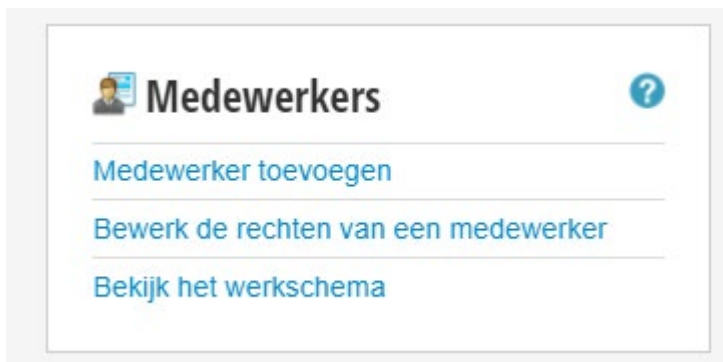 Medewerkers
?
Medewerker toevoegen
Bewerk de rechten van een medewerker
Bekijk het werkschema